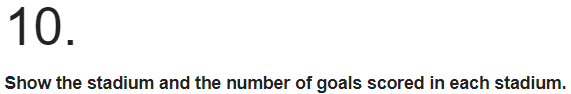 10.
Show the stadium and the number of goals scored in each stadium.